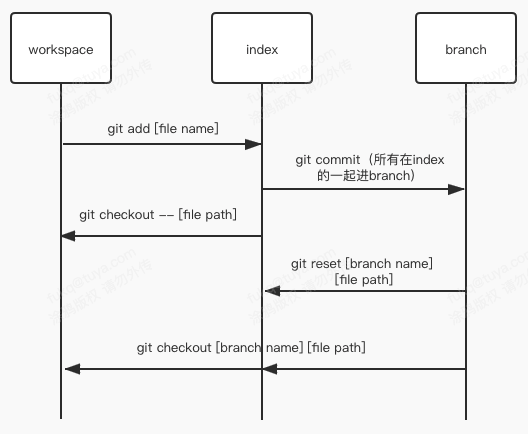 workspace
index
branch
git add [file name]
git commit（所有在index
的一起进branch）
git checkout -- [file path]
git reset [branch name]
[file path]
git checkout [branch name] [file path]